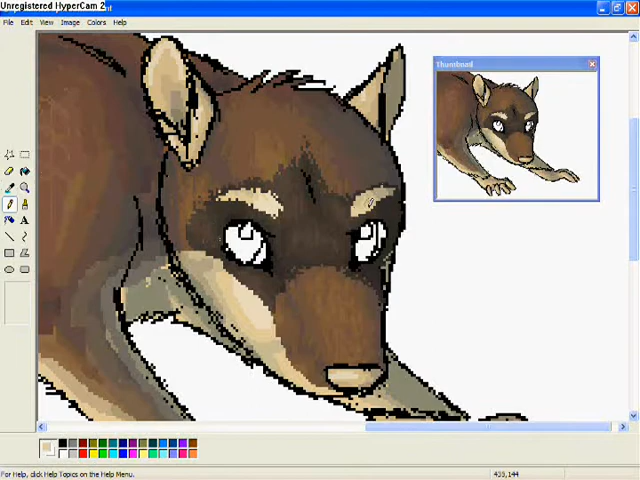 Unregistered HyperCam 2
File Edit View Image Colors Help
Thumbnail
A
For Help, click Help Topics on the Help Menu.
435,144